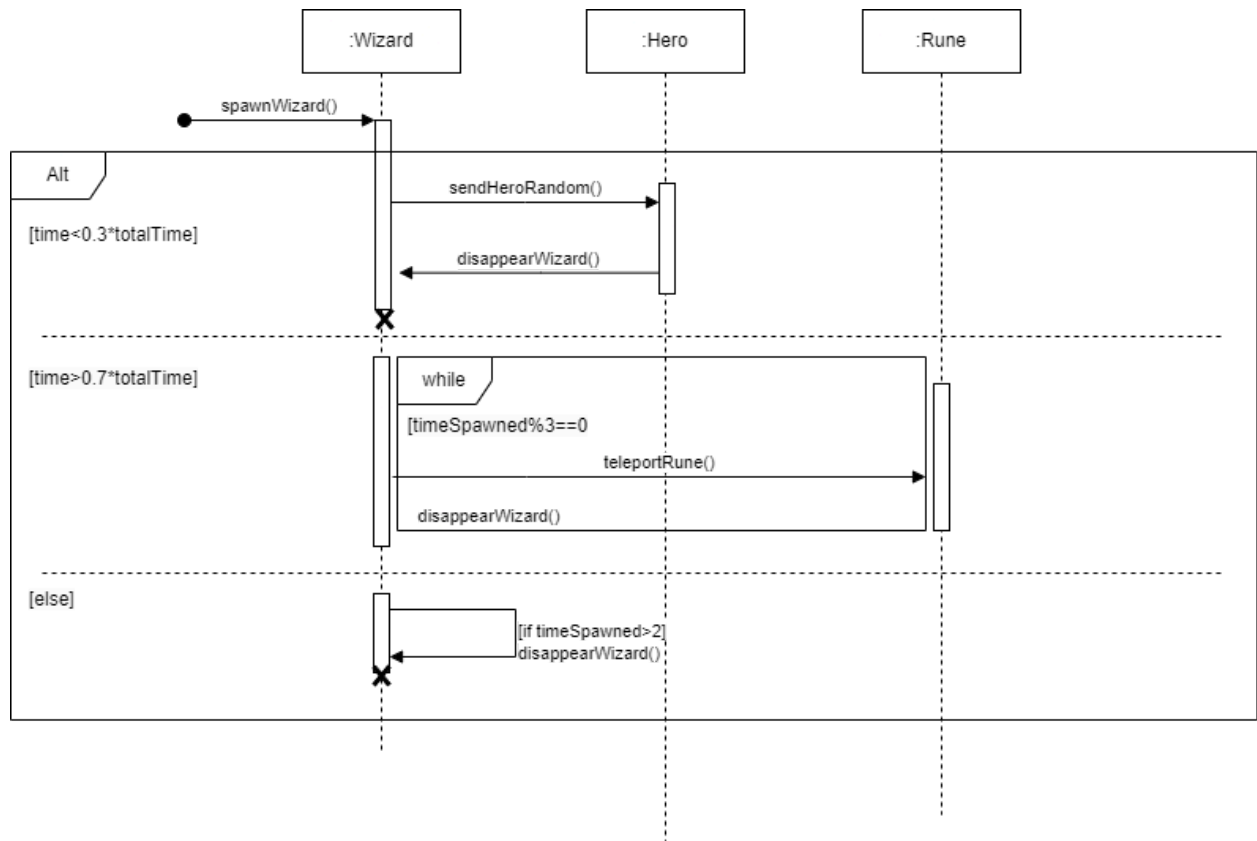 :Wizard
:Hero
:Rune
spawnWizard()
Alt
sendHeroRandom()
[time<0.3*totalTime]
disappearWizard()
[time>0.7*totalTime]
while
[timeSpawned%3==0
teleportRune()
disappearWizard()
[else]
[if timeSpawned>2]
disappearWizard()